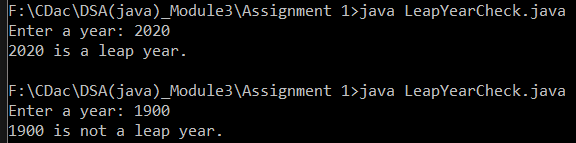 F:\CDac\DSA(java)_Module3\Assignment 1>java LeapYearCheck.java
Enter a year: 2020
2020 is a leap year.
F:\CDac\DSA(java)_Module3\Assignment 1>java LeapYearCheck.java
Enter a year: 1900
1900 is not a leap year.